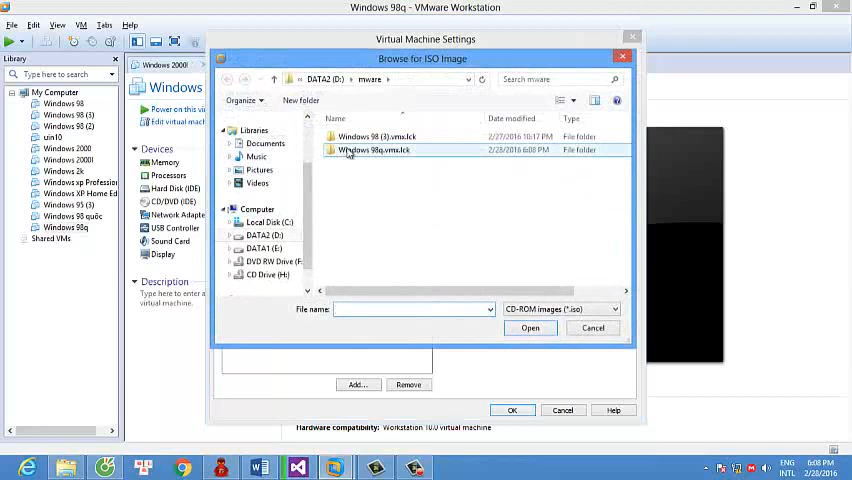 Windows 98q - VMware Workstation
File Edit View VM Tabs Help
Library
Type here to search
My Computer
Windows 98
Windows 98 (3)
Windows 98 (2)
win10
Windows 2000
Windows 2000l
Windows 2k
Windows xp Professional
Windows XP Home Ed
Windows 95 (3)
Windows 98 quốc
Windows 98q
Shared VMs
Windows 2000l
Windows
Power on this
Edit virtual
Devices
Memory
Processors
Hard Disk (IDE)
CD/DVD (IDE)
Network Adapter
USB Controller
Sound Card
Display
Description
Type here to enter
virtual machine.
Virtual Machine Settings
Browse for ISO Image
DATA2 (D:) mware
Search mware
Organize New folder
Libraries
Documents
Music
Pictures
Videos
Computer
Local Disk (C:)
DATA2 (D:)
DATA1 (E:)
DVD RW Drive (F:
CD Drive (H:)
Name Date modified Type
Windows 98 (3).vmx.lck 2/27/2016 10:17 PM File folder
Windows 98q.vmx.lck 2/28/2016 6:08 PM File folder
File name: CD-ROM images (*.iso)
Open Cancel
Add... Remove
OK Cancel Help
Hardware compatibility: Workstation 10.0 virtual machine
ENG 6:08 PM
INTL 2/28/2016